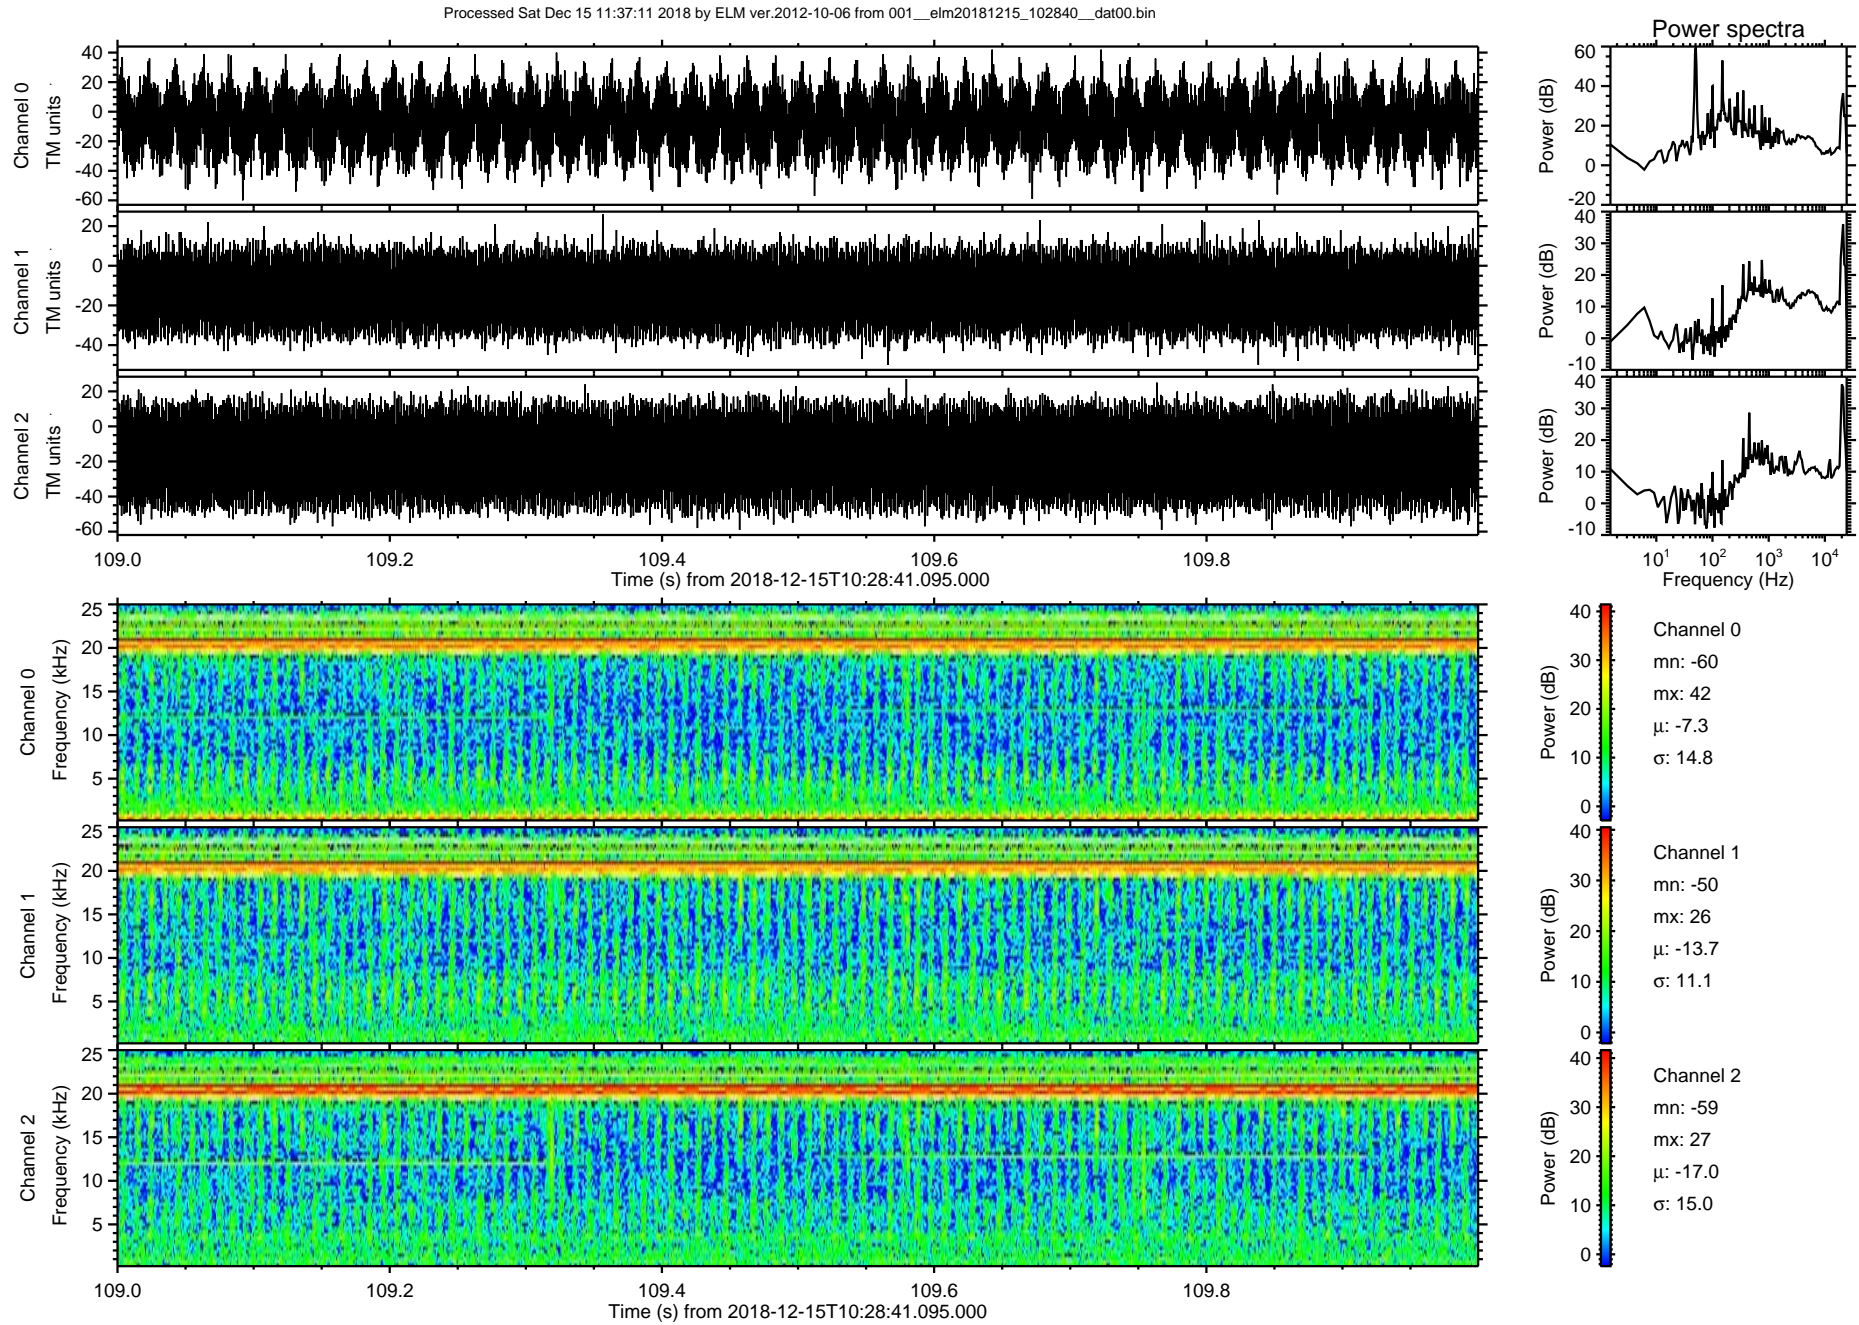 Processed Sat Dec 15 11:37:11 2018 by ELM ver.2012-10-06 from 001__elm20181215_102840__dat00.bin
Power spectra
Channel 0
TM units
40
20
0
-20
-40
-60
Power (dB)
60
40
20
0
-20
Channel 1
TM units
20
0
-20
-40
Power (dB)
40
30
20
10
0
-10
Channel 2
TM units
20
0
-20
-40
-60
Power (dB)
40
30
20
10
0
-10
109.0 109.2 109.4 109.6 109.8
Time (s) from 2018-12-15T10:28:41.095.000
10¹ 10² 10³ 10⁴
Frequency (Hz)
Channel 0
Frequency (kHz)
25
20
15
10
5
Power (dB)
40
30
20
10
0
Channel 0
mn: -60
mx: 42
μ: -7.3
σ: 14.8
Channel 1
Frequency (kHz)
25
20
15
10
5
Power (dB)
40
30
20
10
0
Channel 1
mn: -50
mx: 26
μ: -13.7
σ: 11.1
Channel 2
Frequency (kHz)
25
20
15
10
5
Power (dB)
40
30
20
10
0
Channel 2
mn: -59
mx: 27
μ: -17.0
σ: 15.0
109.0 109.2 109.4 109.6 109.8
Time (s) from 2018-12-15T10:28:41.095.000